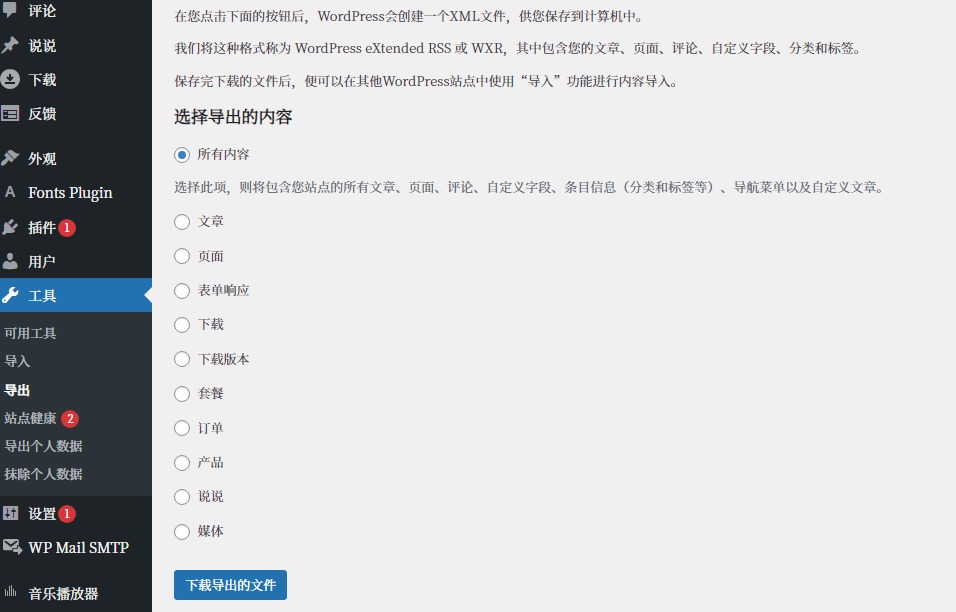 评论
说说
下载
反馈
外观
Fonts Plugin
插件 1
用户
工具
可用工具
导入
导出
站点健康 2
导出个人数据
抹除个人数据
设置 1
WP Mail SMTP
音乐播放器
在您点击下面的按钮后，WordPress会创建一个XML文件，供您保存到计算机中。
我们将这种格式称为 WordPress eXtended RSS 或 WXR，其中包含您的文章、页面、评论、自定义字段、分类和标签。
保存完下载的文件后，便可以在其他WordPress站点中使用“导入”功能进行内容导入。
选择导出的内容
所有内容
选择此项，则将包含您站点的所有文章、页面、评论、自定义字段、条目信息（分类和标签等）、导航菜单以及自定义文章。
文章
页面
表单响应
下载
下载版本
套餐
订单
产品
说说
媒体
下载导出的文件